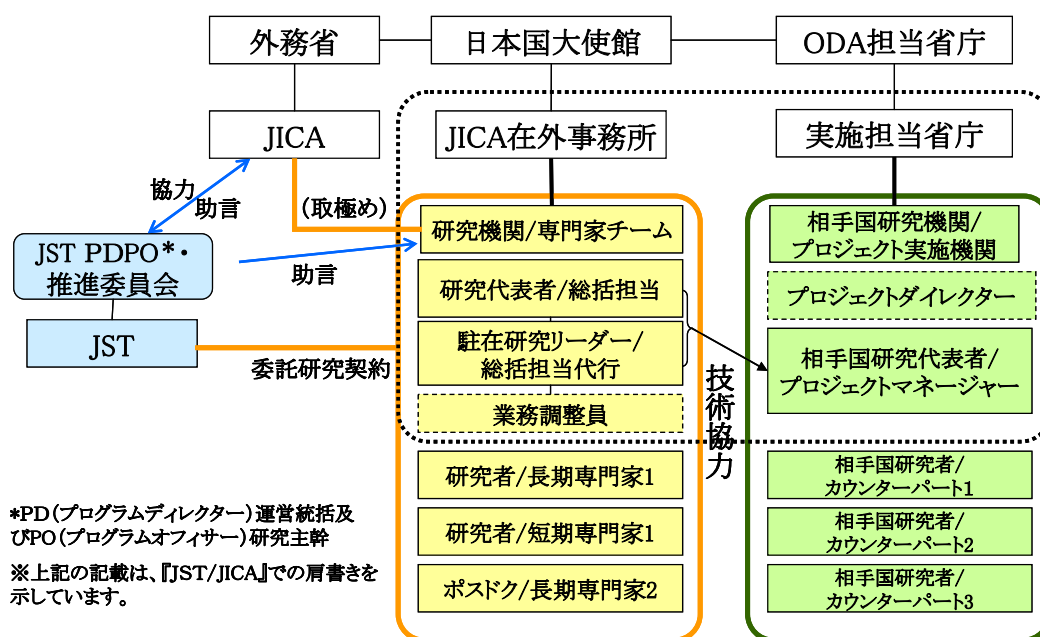 外務省
日本国大使館
ODA担当省庁
JICA
JICA在外事務所
実施担当省庁
協力
助言
(取極め)
研究機関/専門家チーム
相手国研究機関/
プロジェクト実施機関
JST PDPO*・
推進委員会
助言
研究代表者/総括担当
プロジェクトダイレクター
JST
委託研究契約
駐在研究リーダー/
総括担当代行
相手国研究代表者/
プロジェクトマネージャー
業務調整員
技術協力
研究者/長期専門家1
相手国研究者/
カウンターパート1
研究者/短期専門家1
相手国研究者/
カウンターパート2
ポスドク/長期専門家2
相手国研究者/
カウンターパート3
*PD(プログラムディレクター)運営統括及
びPO(プログラムオフィサー)研究主幹
※上記の記載は、『JST/JICA』での肩書きを
示しています。